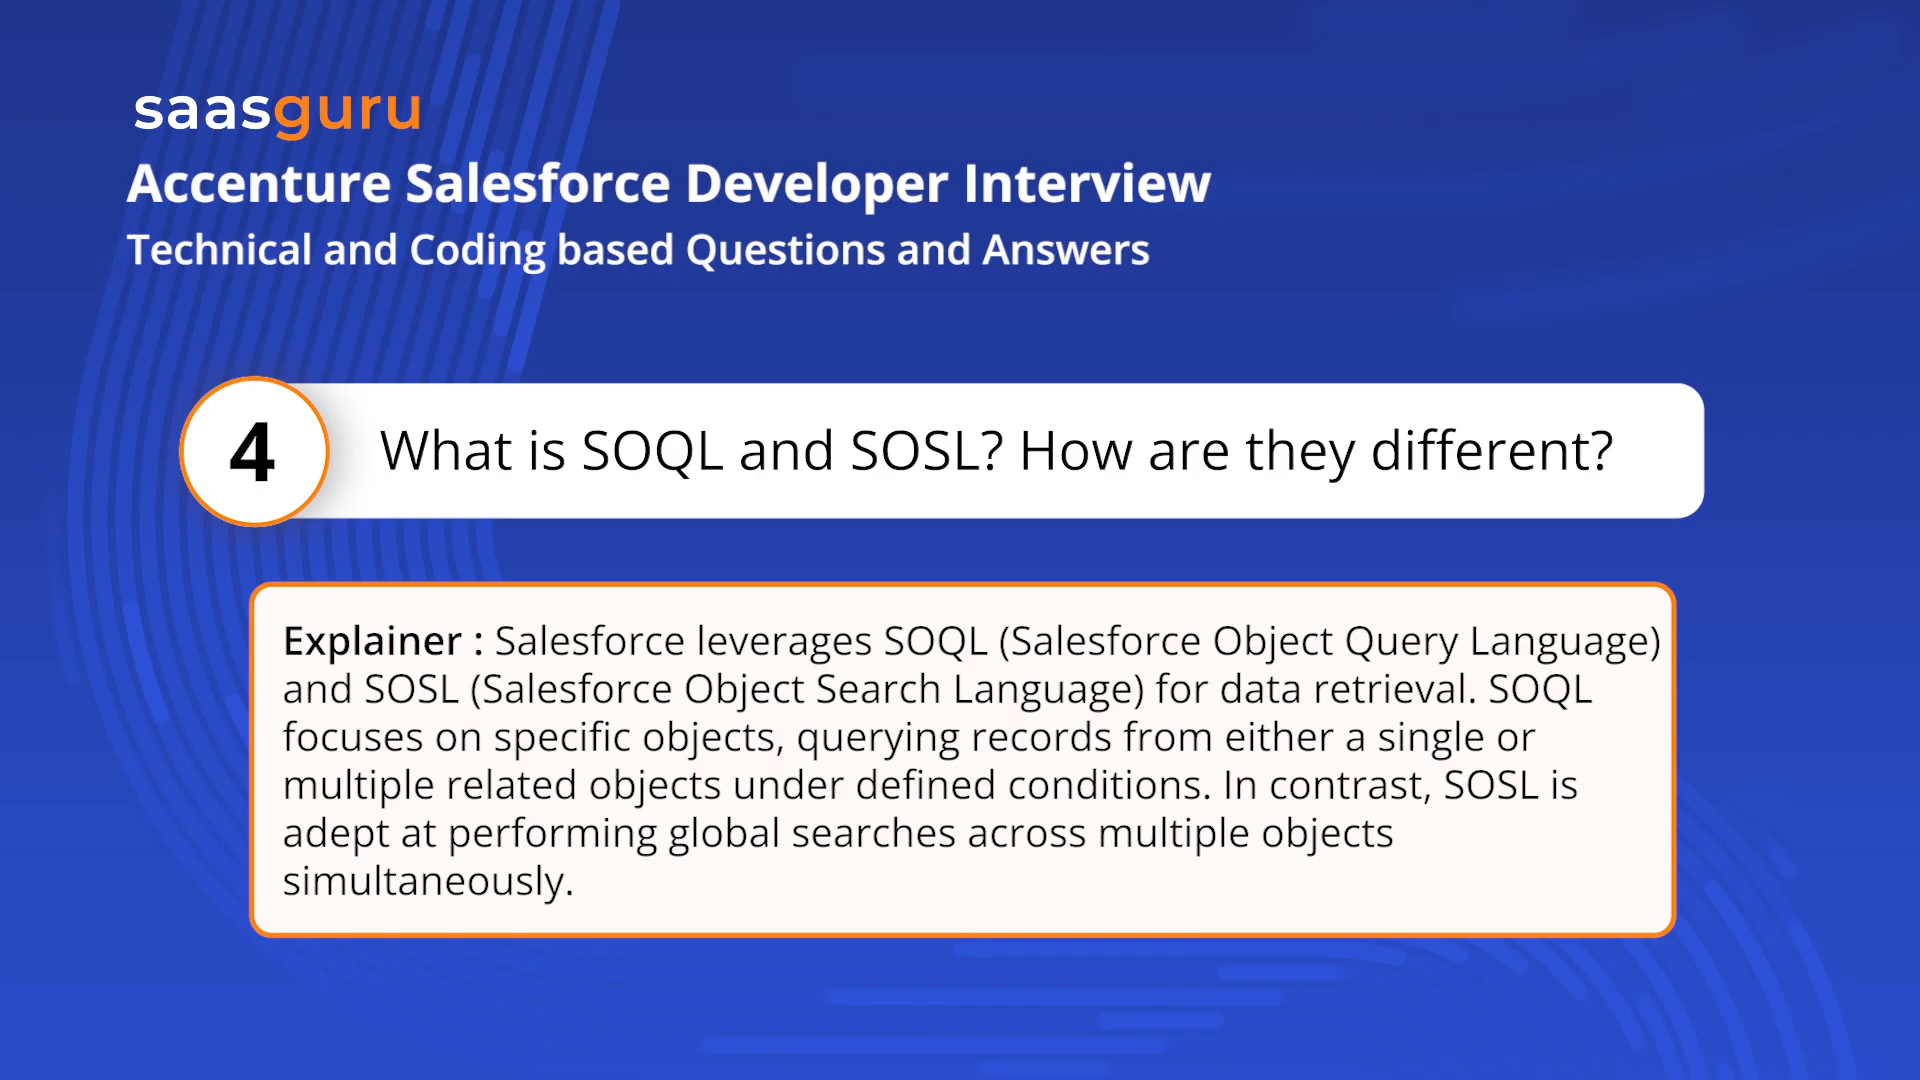 saasguru
Accenture Salesforce Developer Interview
Technical and Coding based Questions and Answers
4
What is SOQL and SOSL? How are they different?
Explainer : Salesforce leverages SOQL (Salesforce Object Query Language)
and SOSL (Salesforce Object Search Language) for data retrieval. SOQL
focuses on specific objects, querying records from either a single or
multiple related objects under defined conditions. In contrast, SOSL is
adept at performing global searches across multiple objects
simultaneously.